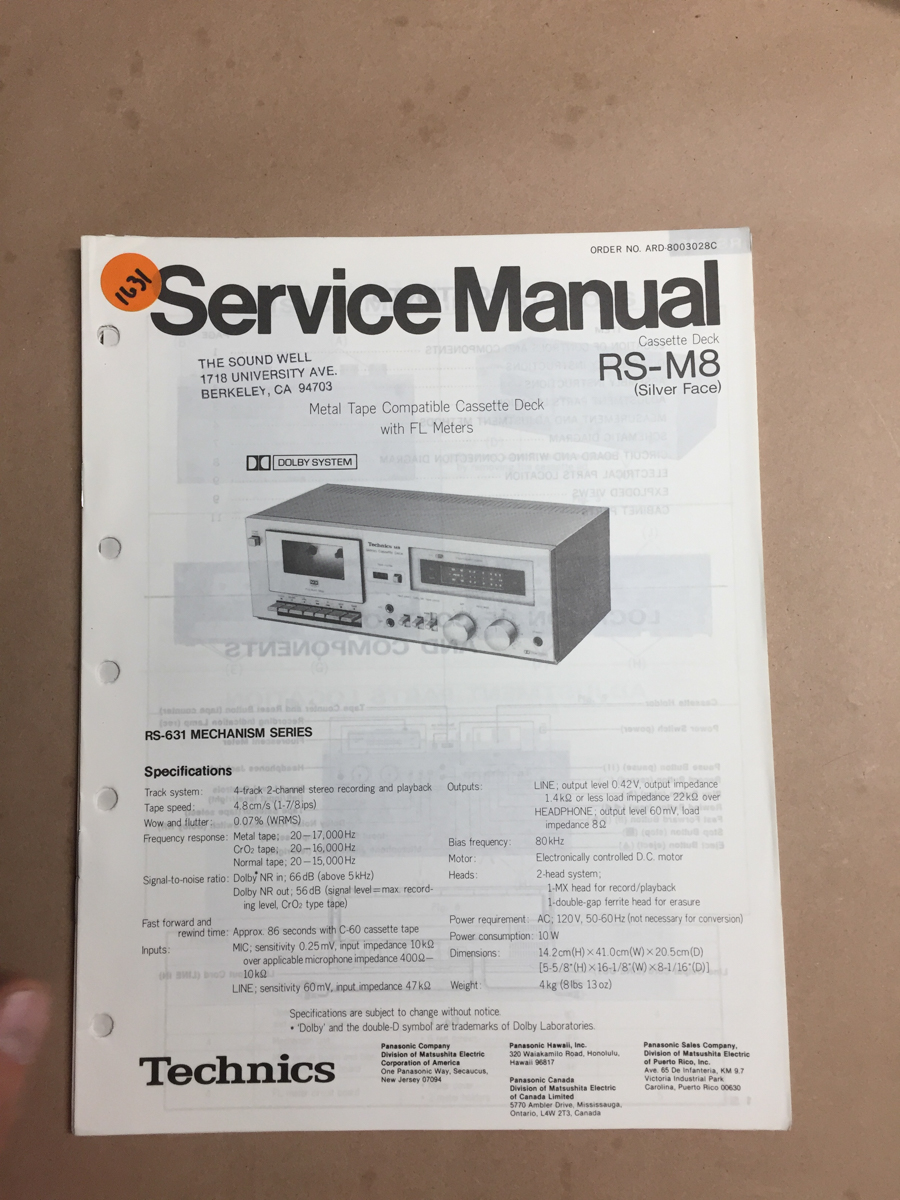 ORDER NO. ARD-8003028C
1631
Service Manual
Cassette Deck
RS-M8
(Silver Face)
THE SOUND WELL
1718 UNIVERSITY AVE.
BERKELEY, CA 94703
Metal Tape Compatible Cassette Deck
with FL Meters
DOLBY SYSTEM
Technics
RS-631 MECHANISM SERIES
Specifications
Track system: 4-track 2-channel stereo recording and playback
Tape speed: 4.8cm/s (1-7/8 ips)
Wow and flutter: 0.07% (WRMS)
Frequency response: Metal tape; 20—17,000Hz
CrO2 tape; 20—16,000Hz
Normal tape; 20—15,000Hz
Signal-to-noise ratio: Dolby* NR in; 66dB (above 5kHz)
Dolby NR out; 56dB (signal level=max. record-
ing level, CrO2 type tape)
Fast forward and
rewind time: Approx. 86 seconds with C-60 cassette tape
Inputs: MIC; sensitivity 0.25mV, input impedance 10kΩ
over applicable microphone impedance 400Ω—
10kΩ
LINE; sensitivity 60mV, input impedance 47kΩ
Outputs: LINE; output level 0.42V, output impedance
1.4kΩ or less load impedance 22kΩ over
HEADPHONE; output level 60mV, load
impedance 8Ω
Bias frequency: 80kHz
Motor: Electronically controlled D.C. motor
Heads: 2-head system;
1-MX head for record/playback
1-double-gap ferrite head for erasure
Power requirement: AC; 120V, 50-60Hz (not necessary for conversion)
Power consumption: 10W
Dimensions: 14.2cm(H)×41.0cm(W)×20.5cm(D)
[5-5/8"(H)×16-1/8"(W)×8-1/16"(D)]
Weight: 4kg (8lbs 13oz)
Specifications are subject to change without notice.
* 'Dolby' and the double-D symbol are trademarks of Dolby Laboratories.
Technics
Panasonic Company
Division of Matsushita Electric
Corporation of America
One Panasonic Way, Secaucus,
New Jersey 07094
Panasonic Hawaii, Inc.
320 Waiakamilo Road, Honolulu,
Hawaii 96817
Panasonic Canada
Division of Matsushita Electric
of Canada Limited
5770 Ambler Drive, Mississauga,
Ontario, L4W 2T3, Canada
Panasonic Sales Company,
Division of Matsushita Electric
of Puerto Rico, Inc.
Ave. 65 De Infanteria, KM 9.7
Victoria Industrial Park
Carolina, Puerto Rico 00630